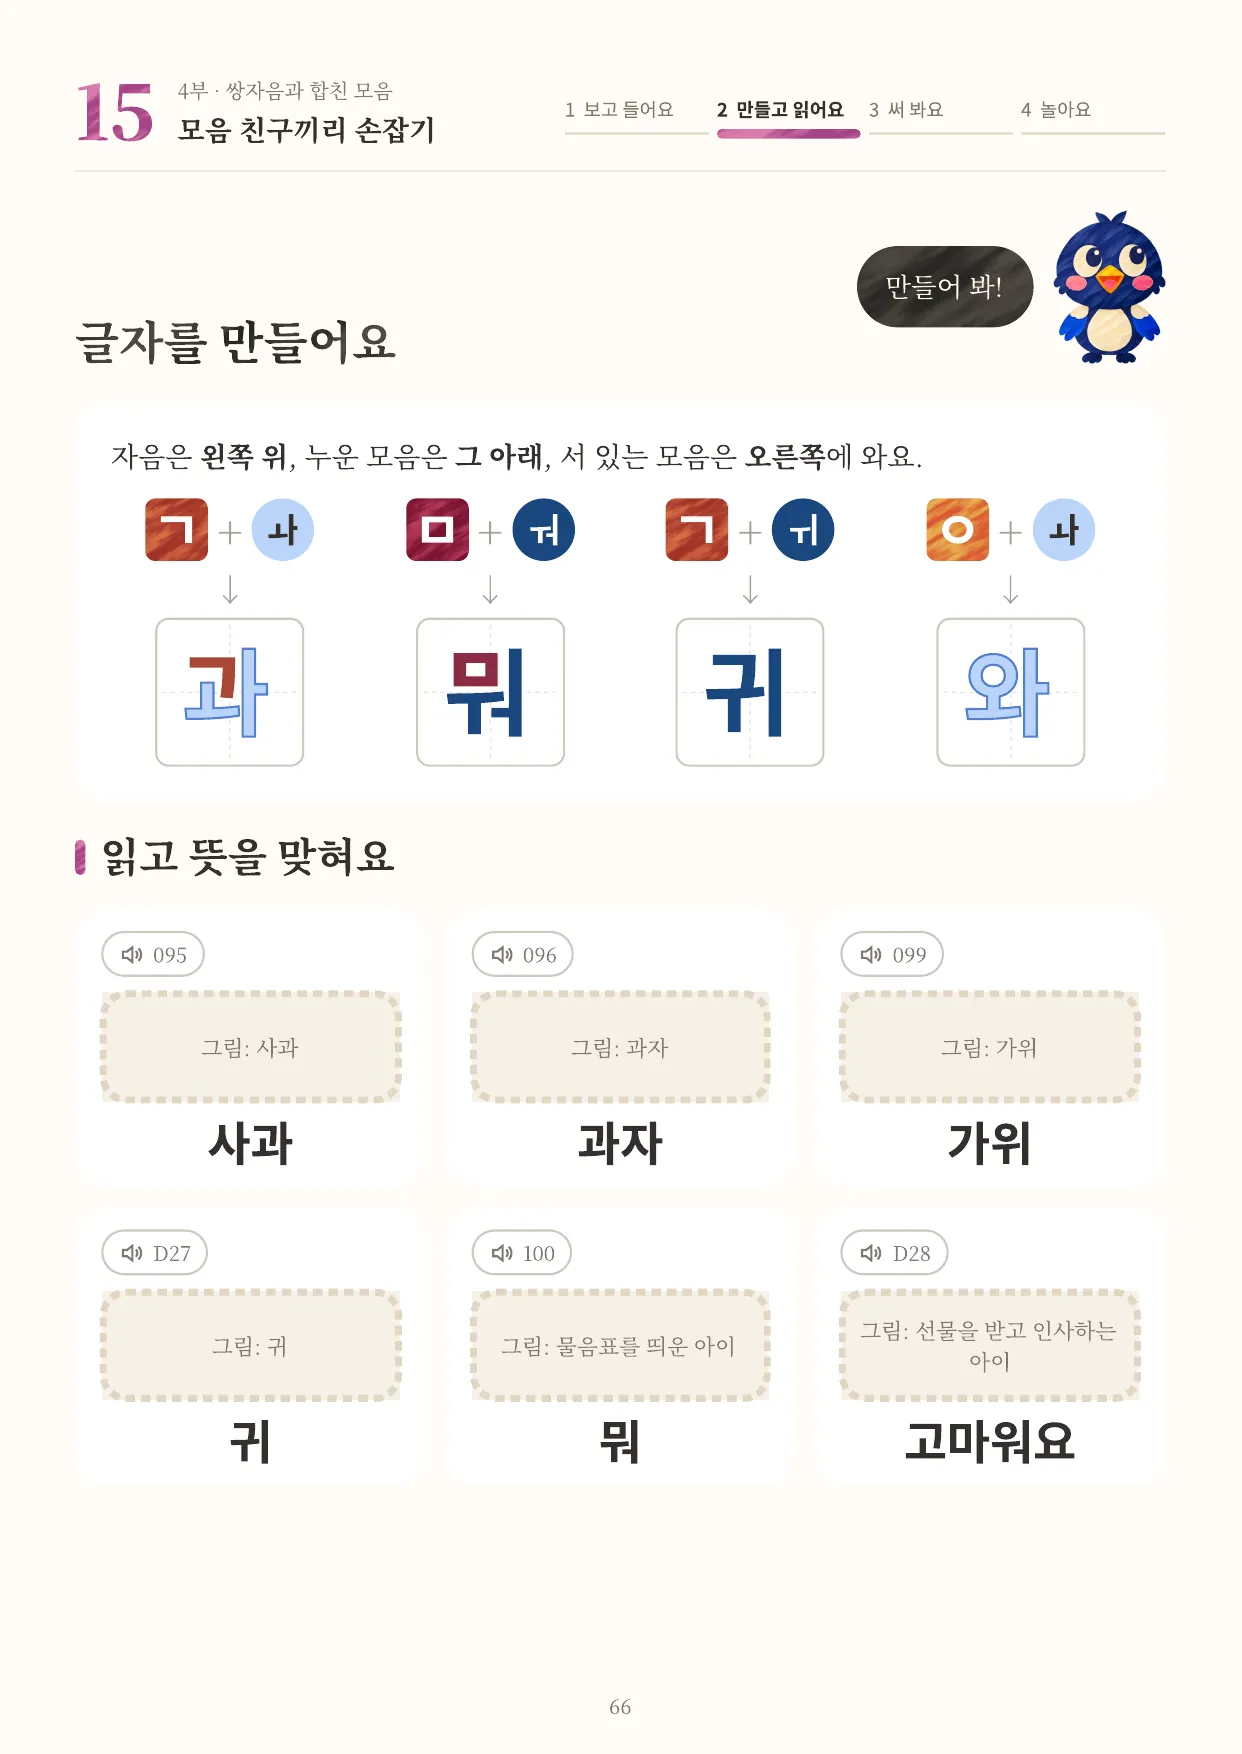 15
4부 · 쌍자음과 합친 모음
모음 친구끼리 손잡기
1 보고 들어요
2 만들고 읽어요
3 써 봐요
4 놀아요
만들어 봐!
글자를 만들어요
자음은 왼쪽 위, 누운 모음은 그 아래, 서 있는 모음은 오른쪽에 와요.
ㄱ + ㅘ
ㅁ + ㅝ
ㄱ + ㅟ
ㅇ + ㅘ
↓ ↓ ↓ ↓
과
뭐
귀
와
읽고 뜻을 맞혀요
095
그림: 사과
사과
096
그림: 과자
과자
099
그림: 가위
가위
D27
그림: 귀
귀
100
그림: 물음표를 띄운 아이
뭐
D28
그림: 선물을 받고 인사하는
아이
고마워요
66